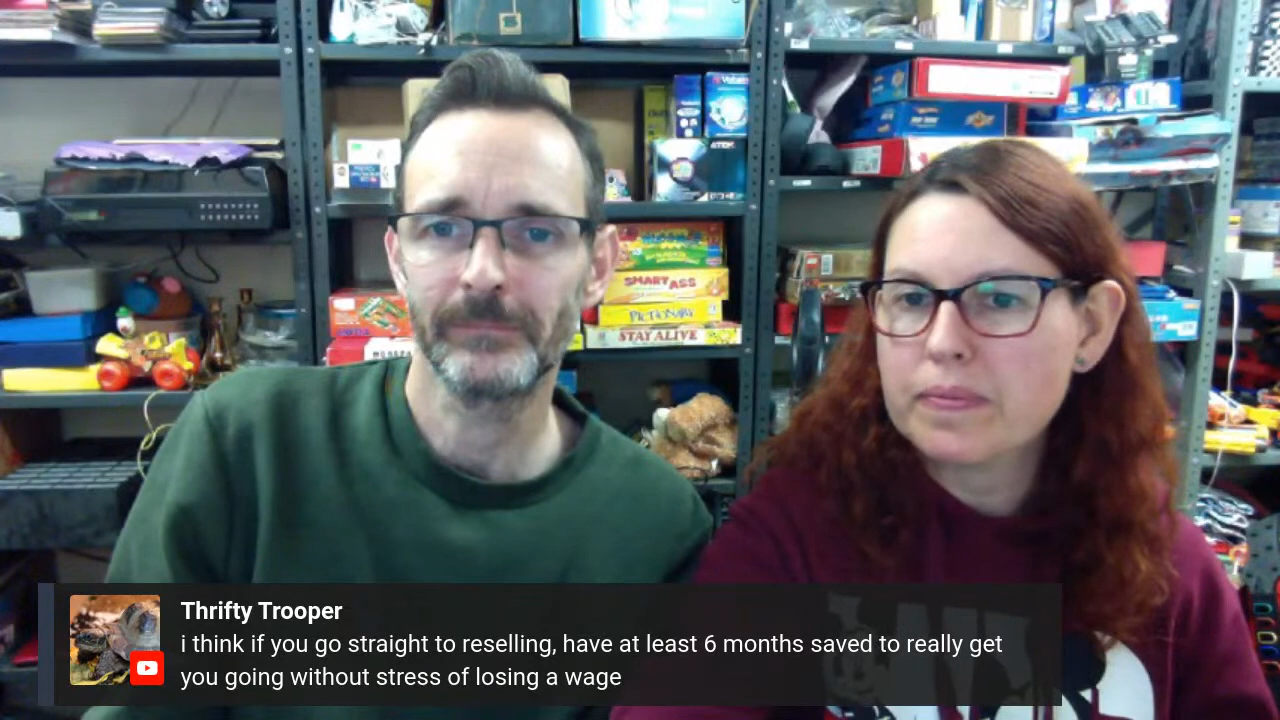 SMART ASS
PICTIONARY
STAY ALIVE
Thrifty Trooper
i think if you go straight to reselling, have at least 6 months saved to really get
you going without stress of losing a wage